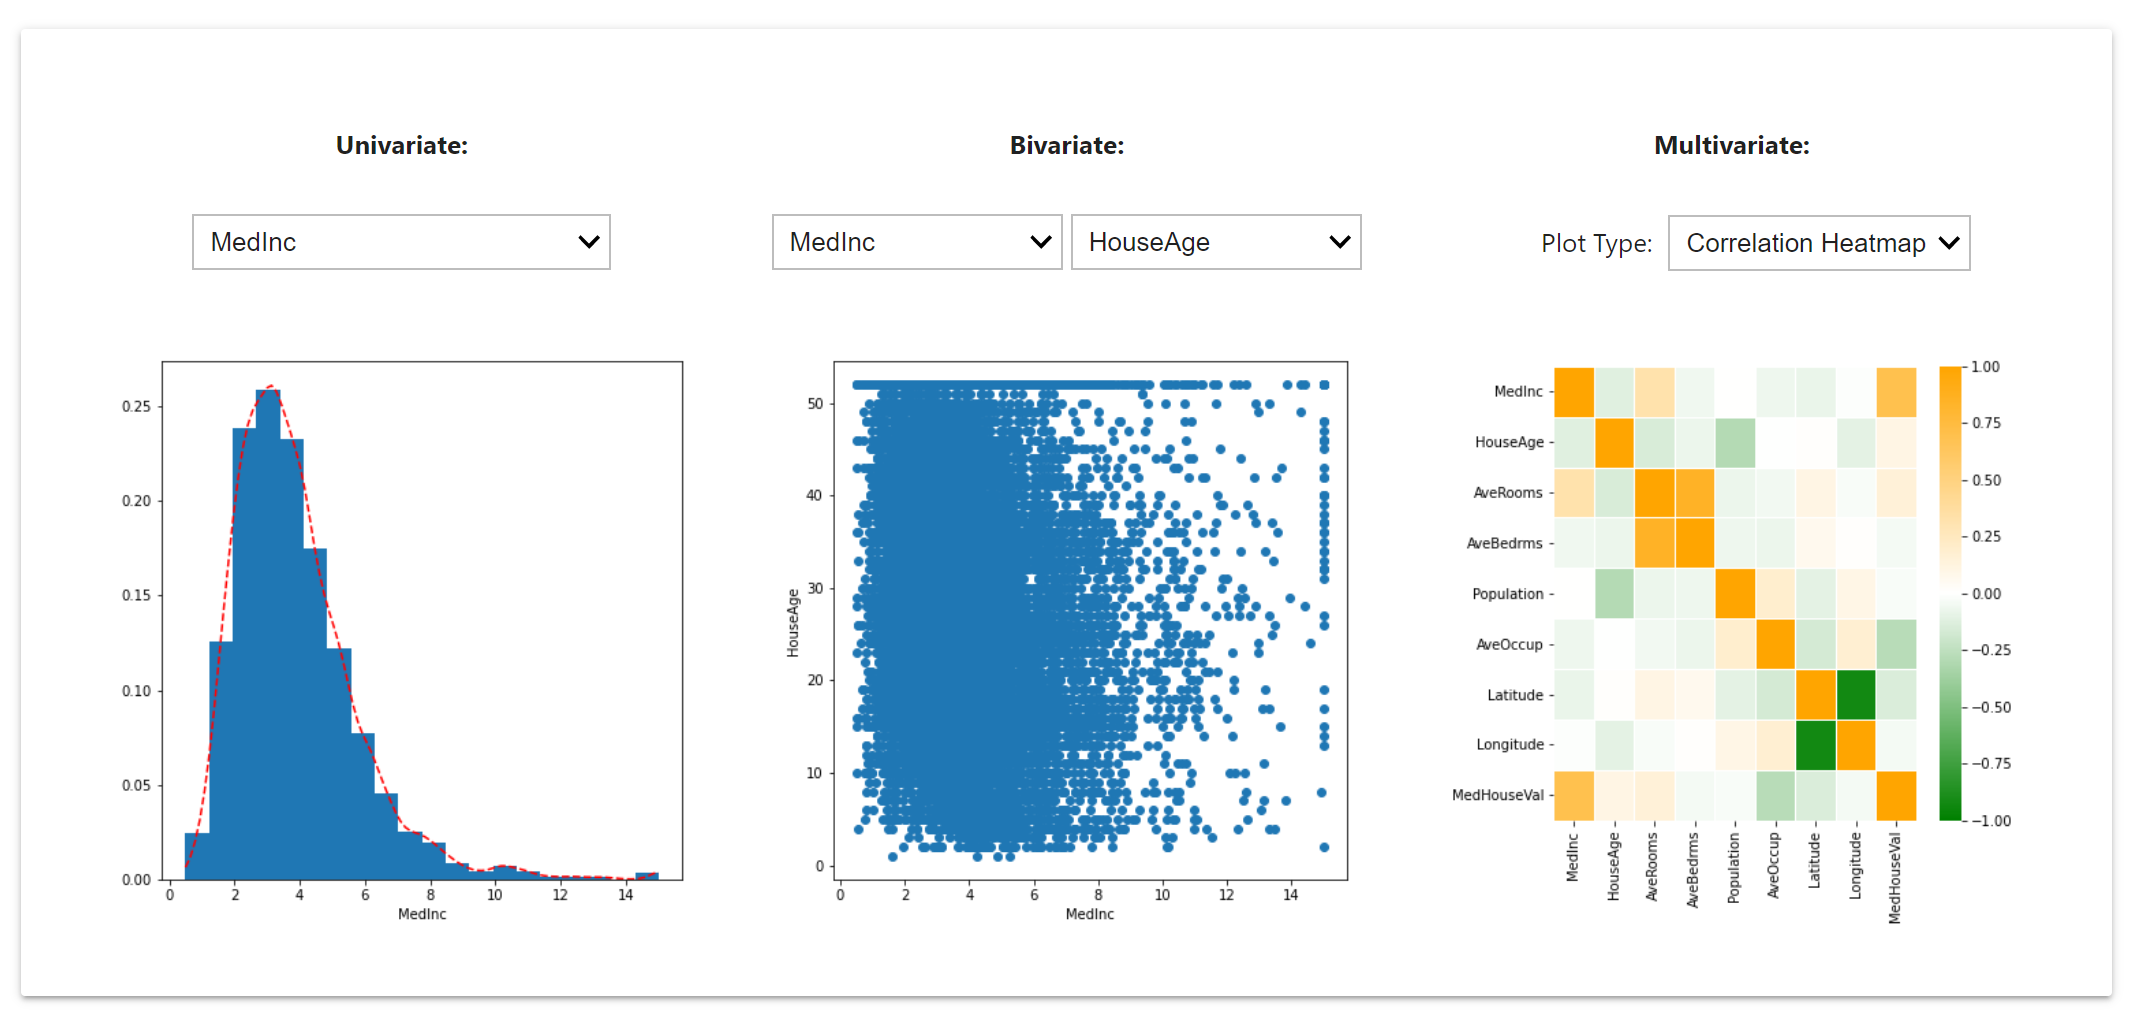 Univariate:
Bivariate:
Multivariate:
MedInc
MedInc
HouseAge
Plot Type:
Correlation Heatmap
0.25
0.20
0.15
0.10
0.05
0.00
0 2 4 6 8 10 12 14
MedInc
HouseAge
50
40
30
20
10
0
0 2 4 6 8 10 12 14
MedInc
MedInc
HouseAge
AveRooms
AveBedrms
Population
AveOccup
Latitude
Longitude
MedHouseVal
MedInc
HouseAge
AveRooms
AveBedrms
Population
AveOccup
Latitude
Longitude
MedHouseVal
1.00
0.75
0.50
0.25
0.00
−0.25
−0.50
−0.75
−1.00